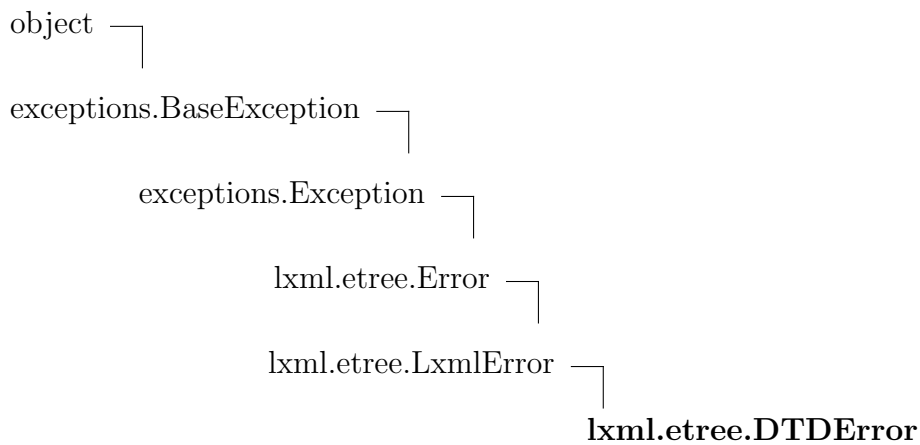 object
exceptions.BaseException
exceptions.Exception
lxml.etree.Error
lxml.etree.LxmlError
lxml.etree.DTDError